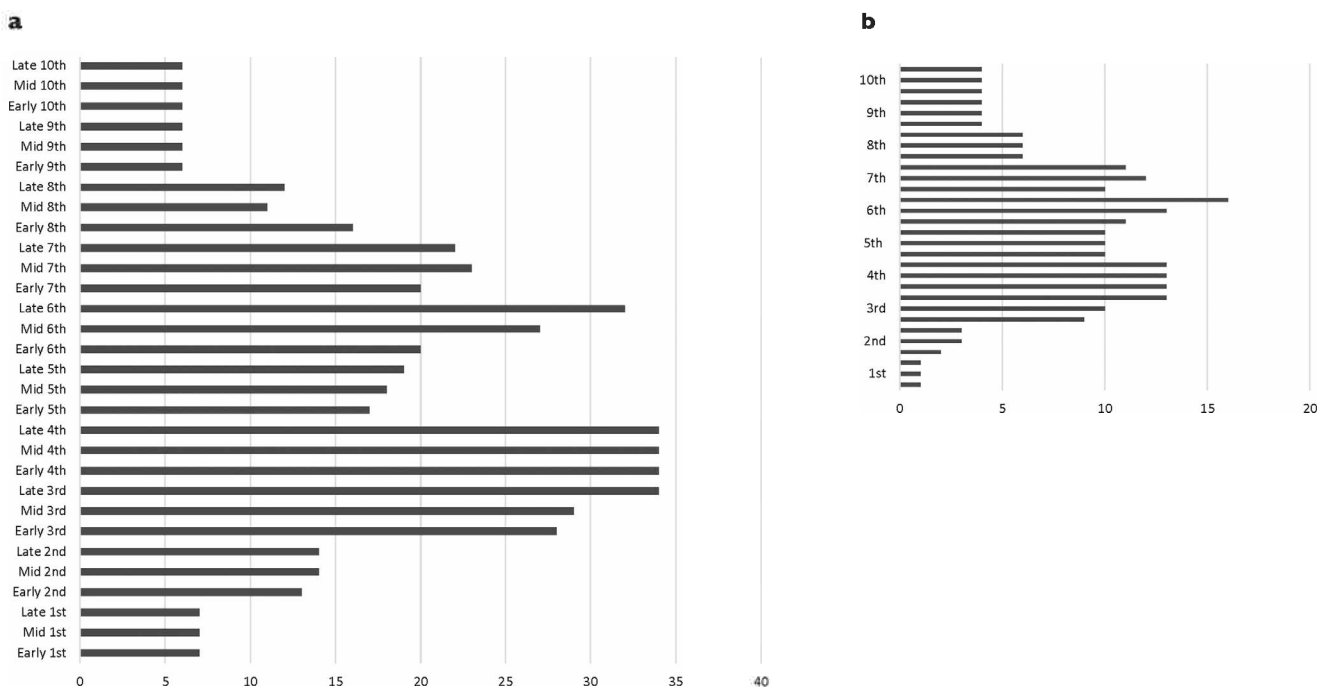 a
Late 10th
Mid 10th
Early 10th
Late 9th
Mid 9th
Early 9th
Late 8th
Mid 8th
Early 8th
Late 7th
Mid 7th
Early 7th
Late 6th
Mid 6th
Early 6th
Late 5th
Mid 5th
Early 5th
Late 4th
Mid 4th
Early 4th
Late 3rd
Mid 3rd
Early 3rd
Late 2nd
Mid 2nd
Early 2nd
Late 1st
Mid 1st
Early 1st
0 5 10 15 20 25 30 35 40
b
10th
9th
8th
7th
6th
5th
4th
3rd
2nd
1st
0 5 10 15 20